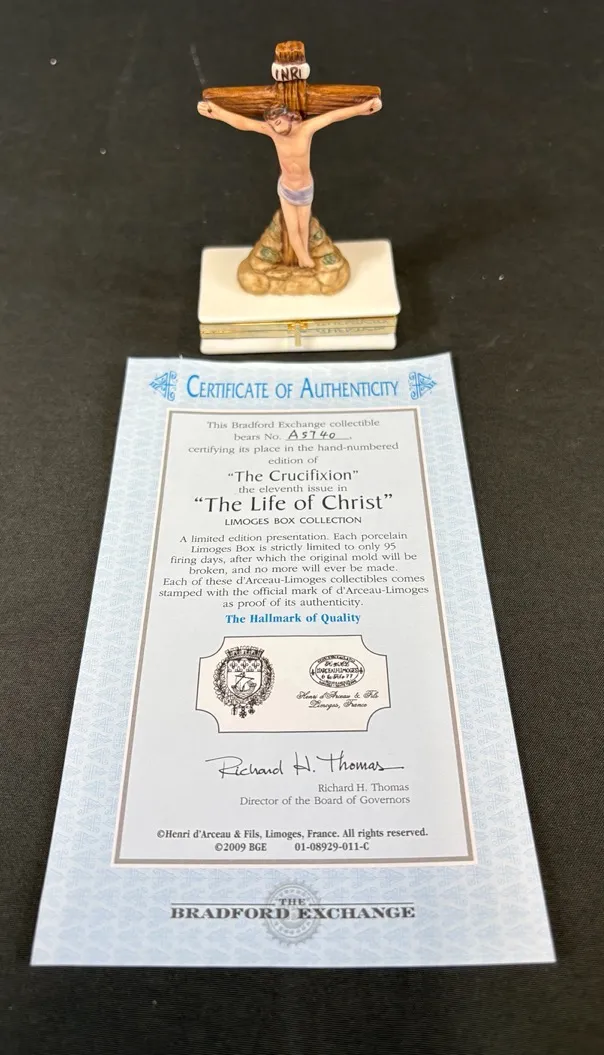 INRI
CERTIFICATE OF AUTHENTICITY
This Bradford Exchange collectible
bears No. A5740,
certifying its place in the hand-numbered
edition of
"The Crucifixion"
the eleventh issue in
"The Life of Christ"
LIMOGES BOX COLLECTION
A limited edition presentation. Each porcelain
Limoges Box is strictly limited to only 95
firing days, after which the original mold will be
broken, and no more will ever be made.
Each of these d'Arceau-Limoges collectibles comes
stamped with the official mark of d'Arceau-Limoges
as proof of its authenticity.
The Hallmark of Quality
D'ARCEAU-LIMOGES
Henri d'Arceau & Fils
Limoges, France
Richard H. Thomas
Richard H. Thomas
Director of the Board of Governors
©Henri d'Arceau & Fils, Limoges, France. All rights reserved.
©2009 BGE 01-08929-011-C
THE
BRADFORD EXCHANGE